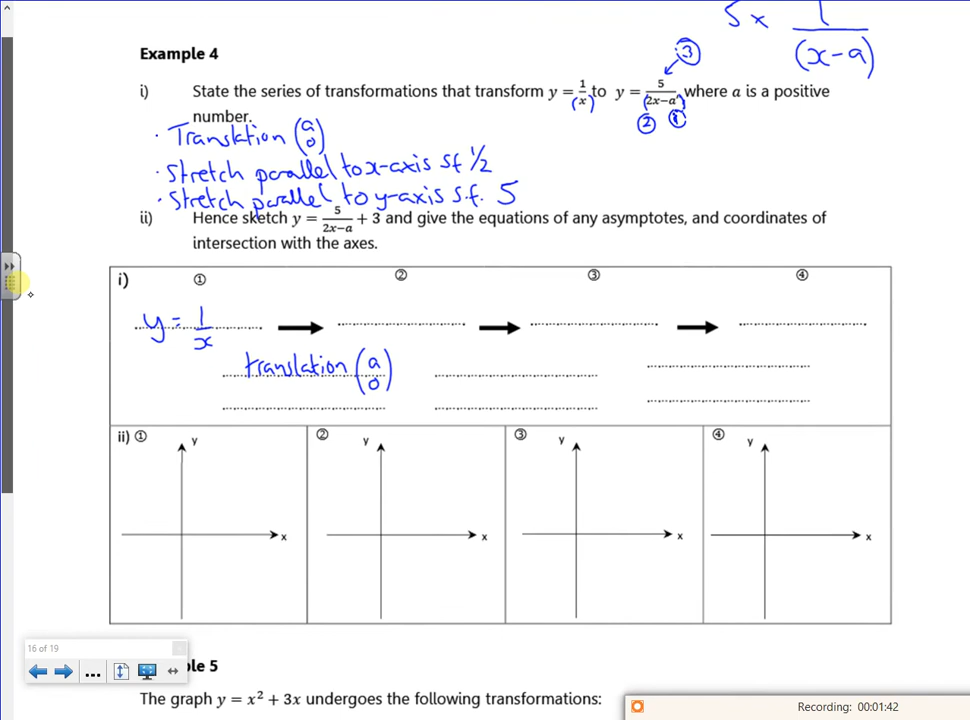 5 × 1/(x-a)
Example 4
③
i) State the series of transformations that transform y = 1/(x) to y = 5/(2x-a), where a is a positive
② ①
number.
· Translation (a 0)
· Stretch parallel to x-axis sf 1/2
· Stretch parallel to y-axis s.f. 5
ii) Hence sketch y = 5/(2x-a) + 3 and give the equations of any asymptotes, and coordinates of
intersection with the axes.
i) ① ② ③ ④
y = 1/x
translation (a 0)
ii) ① y ② y ③ y ④ y
x x x x
16 of 19
ple 5
The graph y = x² + 3x undergoes the following transformations:
Recording: 00:01:42